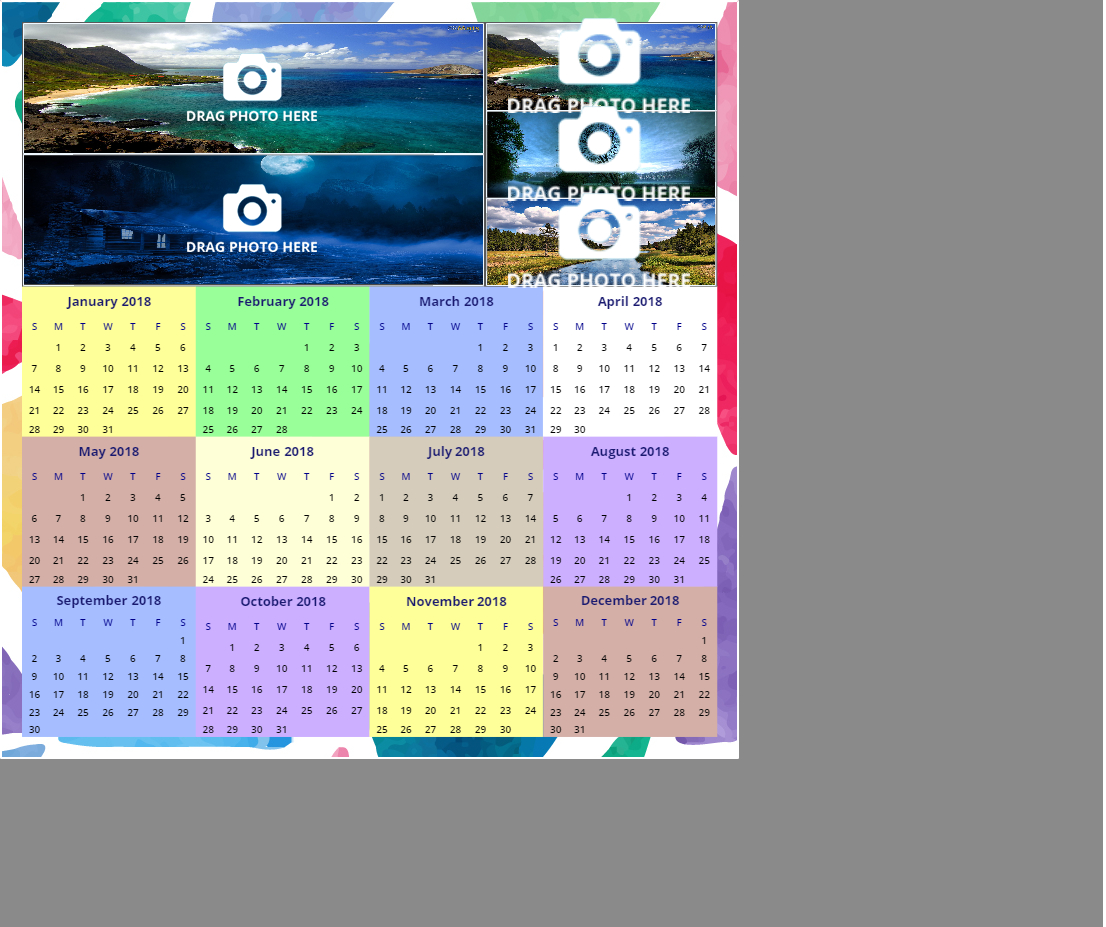 DRAG PHOTO HERE
DRAG PHOTO HERE
DRAG PHOTO HERE
DRAG PHOTO HERE
DRAG PHOTO HERE
January 2018
S M T W T F S
1 2 3 4 5 6
7 8 9 10 11 12 13
14 15 16 17 18 19 20
21 22 23 24 25 26 27
28 29 30 31
February 2018
S M T W T F S
1 2 3
4 5 6 7 8 9 10
11 12 13 14 15 16 17
18 19 20 21 22 23 24
25 26 27 28
March 2018
S M T W T F S
1 2 3
4 5 6 7 8 9 10
11 12 13 14 15 16 17
18 19 20 21 22 23 24
25 26 27 28 29 30 31
April 2018
S M T W T F S
1 2 3 4 5 6 7
8 9 10 11 12 13 14
15 16 17 18 19 20 21
22 23 24 25 26 27 28
29 30
May 2018
S M T W T F S
1 2 3 4 5
6 7 8 9 10 11 12
13 14 15 16 17 18 19
20 21 22 23 24 25 26
27 28 29 30 31
June 2018
S M T W T F S
1 2
3 4 5 6 7 8 9
10 11 12 13 14 15 16
17 18 19 20 21 22 23
24 25 26 27 28 29 30
July 2018
S M T W T F S
1 2 3 4 5 6 7
8 9 10 11 12 13 14
15 16 17 18 19 20 21
22 23 24 25 26 27 28
29 30 31
August 2018
S M T W T F S
1 2 3 4
5 6 7 8 9 10 11
12 13 14 15 16 17 18
19 20 21 22 23 24 25
26 27 28 29 30 31
September 2018
S M T W T F S
1
2 3 4 5 6 7 8
9 10 11 12 13 14 15
16 17 18 19 20 21 22
23 24 25 26 27 28 29
30
October 2018
S M T W T F S
1 2 3 4 5 6
7 8 9 10 11 12 13
14 15 16 17 18 19 20
21 22 23 24 25 26 27
28 29 30 31
November 2018
S M T W T F S
1 2 3
4 5 6 7 8 9 10
11 12 13 14 15 16 17
18 19 20 21 22 23 24
25 26 27 28 29 30
December 2018
S M T W T F S
1
2 3 4 5 6 7 8
9 10 11 12 13 14 15
16 17 18 19 20 21 22
23 24 25 26 27 28 29
30 31